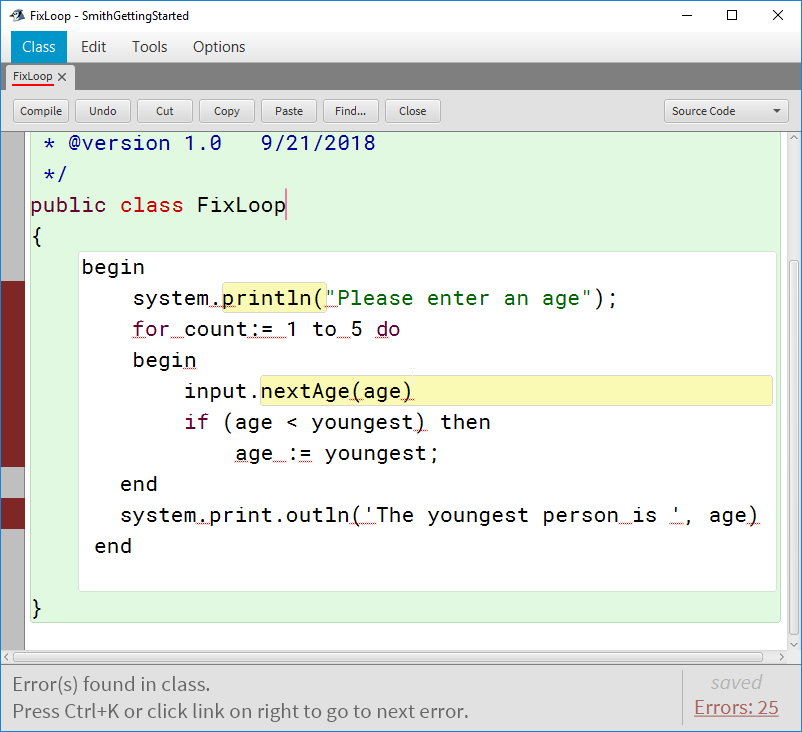 FixLoop - SmithGettingStarted
Class Edit Tools Options
FixLoop
Compile Undo Cut Copy Paste Find... Close Source Code
* @version 1.0   9/21/2018
*/
public class FixLoop
{
begin
system.println("Please enter an age");
for count:= 1 to 5 do
begin
input.nextAge(age)
if (age < youngest) then
age := youngest;
end
system.print.outln('The youngest person is ', age)
end
}
Error(s) found in class.
Press Ctrl+K or click link on right to go to next error.
saved
Errors: 25